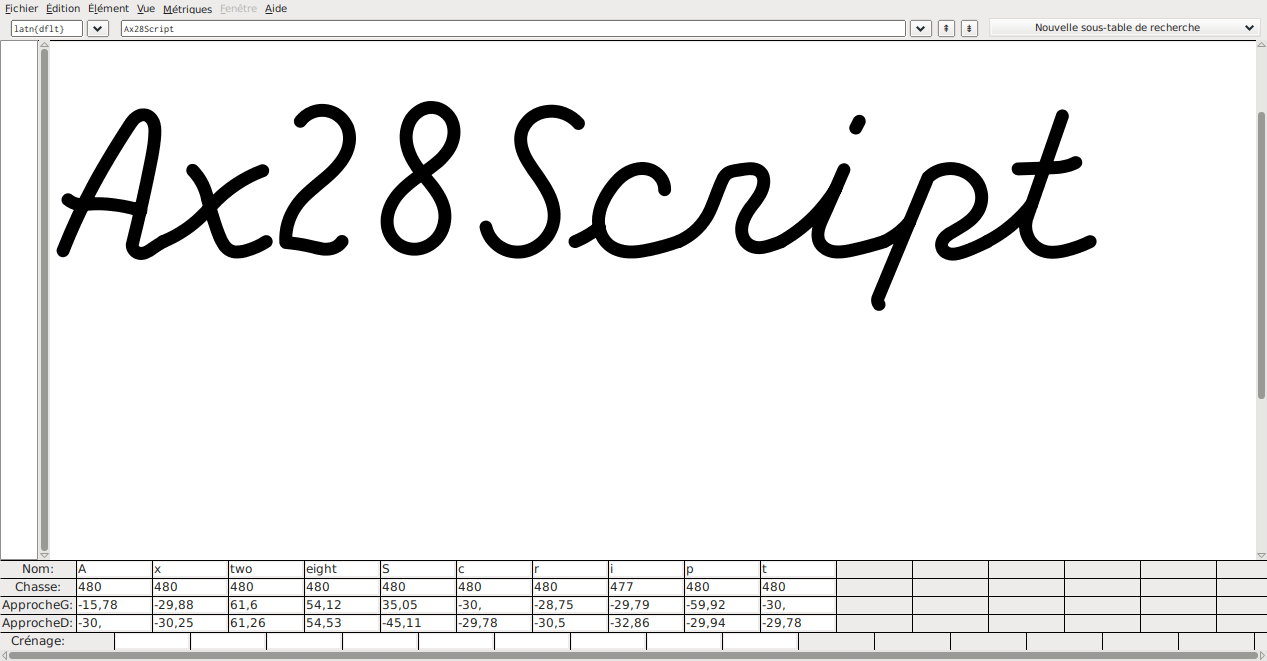 Fichier Édition Élément Vue Métriques Fenêtre Aide
latn{dflt} Ax28Script Nouvelle sous-table de recherche
Ax28Script
Nom: A x two eight S c r i p t
Chasse: 480 480 480 480 480 480 480 477 480 480
ApprocheG: -15,78 -29,88 61,6 54,12 35,05 -30, -28,75 -29,79 -59,92 -30,
ApprocheD: -30, -30,25 61,26 54,53 -45,11 -29,78 -30,5 -32,86 -29,94 -29,78
Crénage: